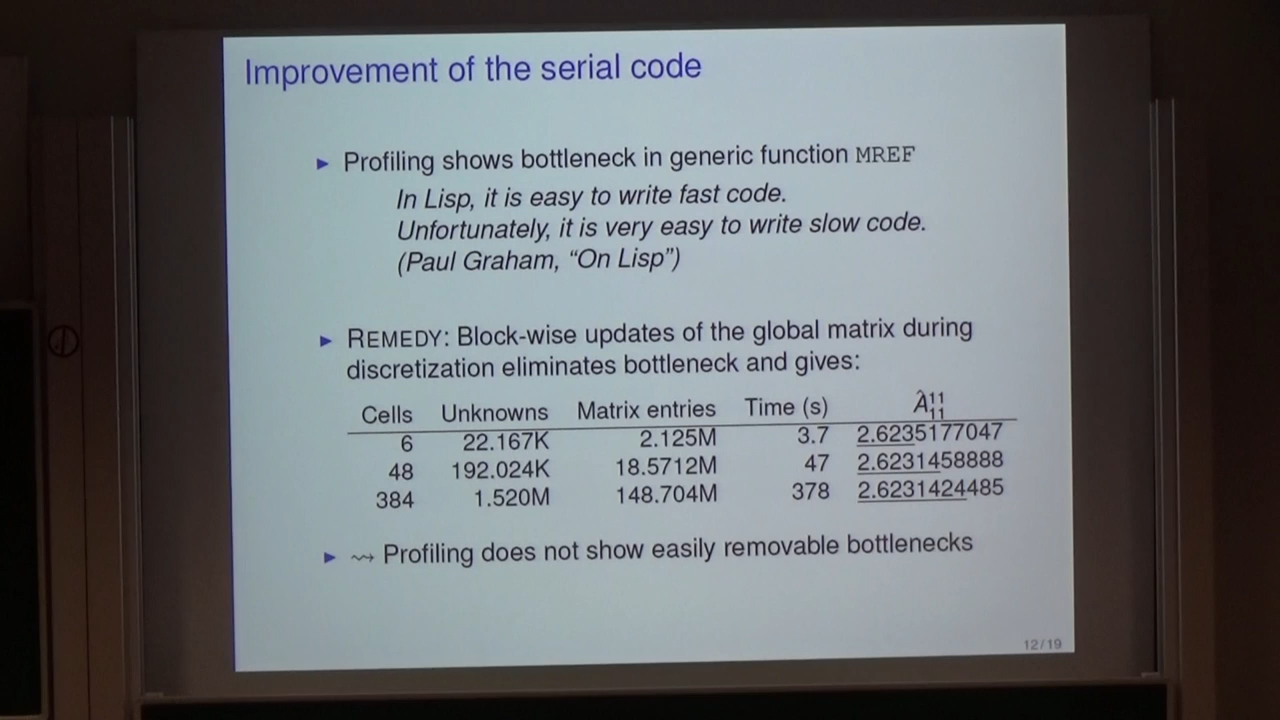 Improvement of the serial code
▶ Profiling shows bottleneck in generic function MREF
In Lisp, it is easy to write fast code.
Unfortunately, it is very easy to write slow code.
(Paul Graham, “On Lisp”)
▶ REMEDY: Block-wise updates of the global matrix during
discretization eliminates bottleneck and gives:
Cells Unknowns Matrix entries Time (s) Â¹¹₁₁
6 22.167K 2.125M 3.7 2.6235177047
48 192.024K 18.5712M 47 2.6231458888
384 1.520M 148.704M 378 2.6231424485
▶ ⇝ Profiling does not show easily removable bottlenecks
12/19